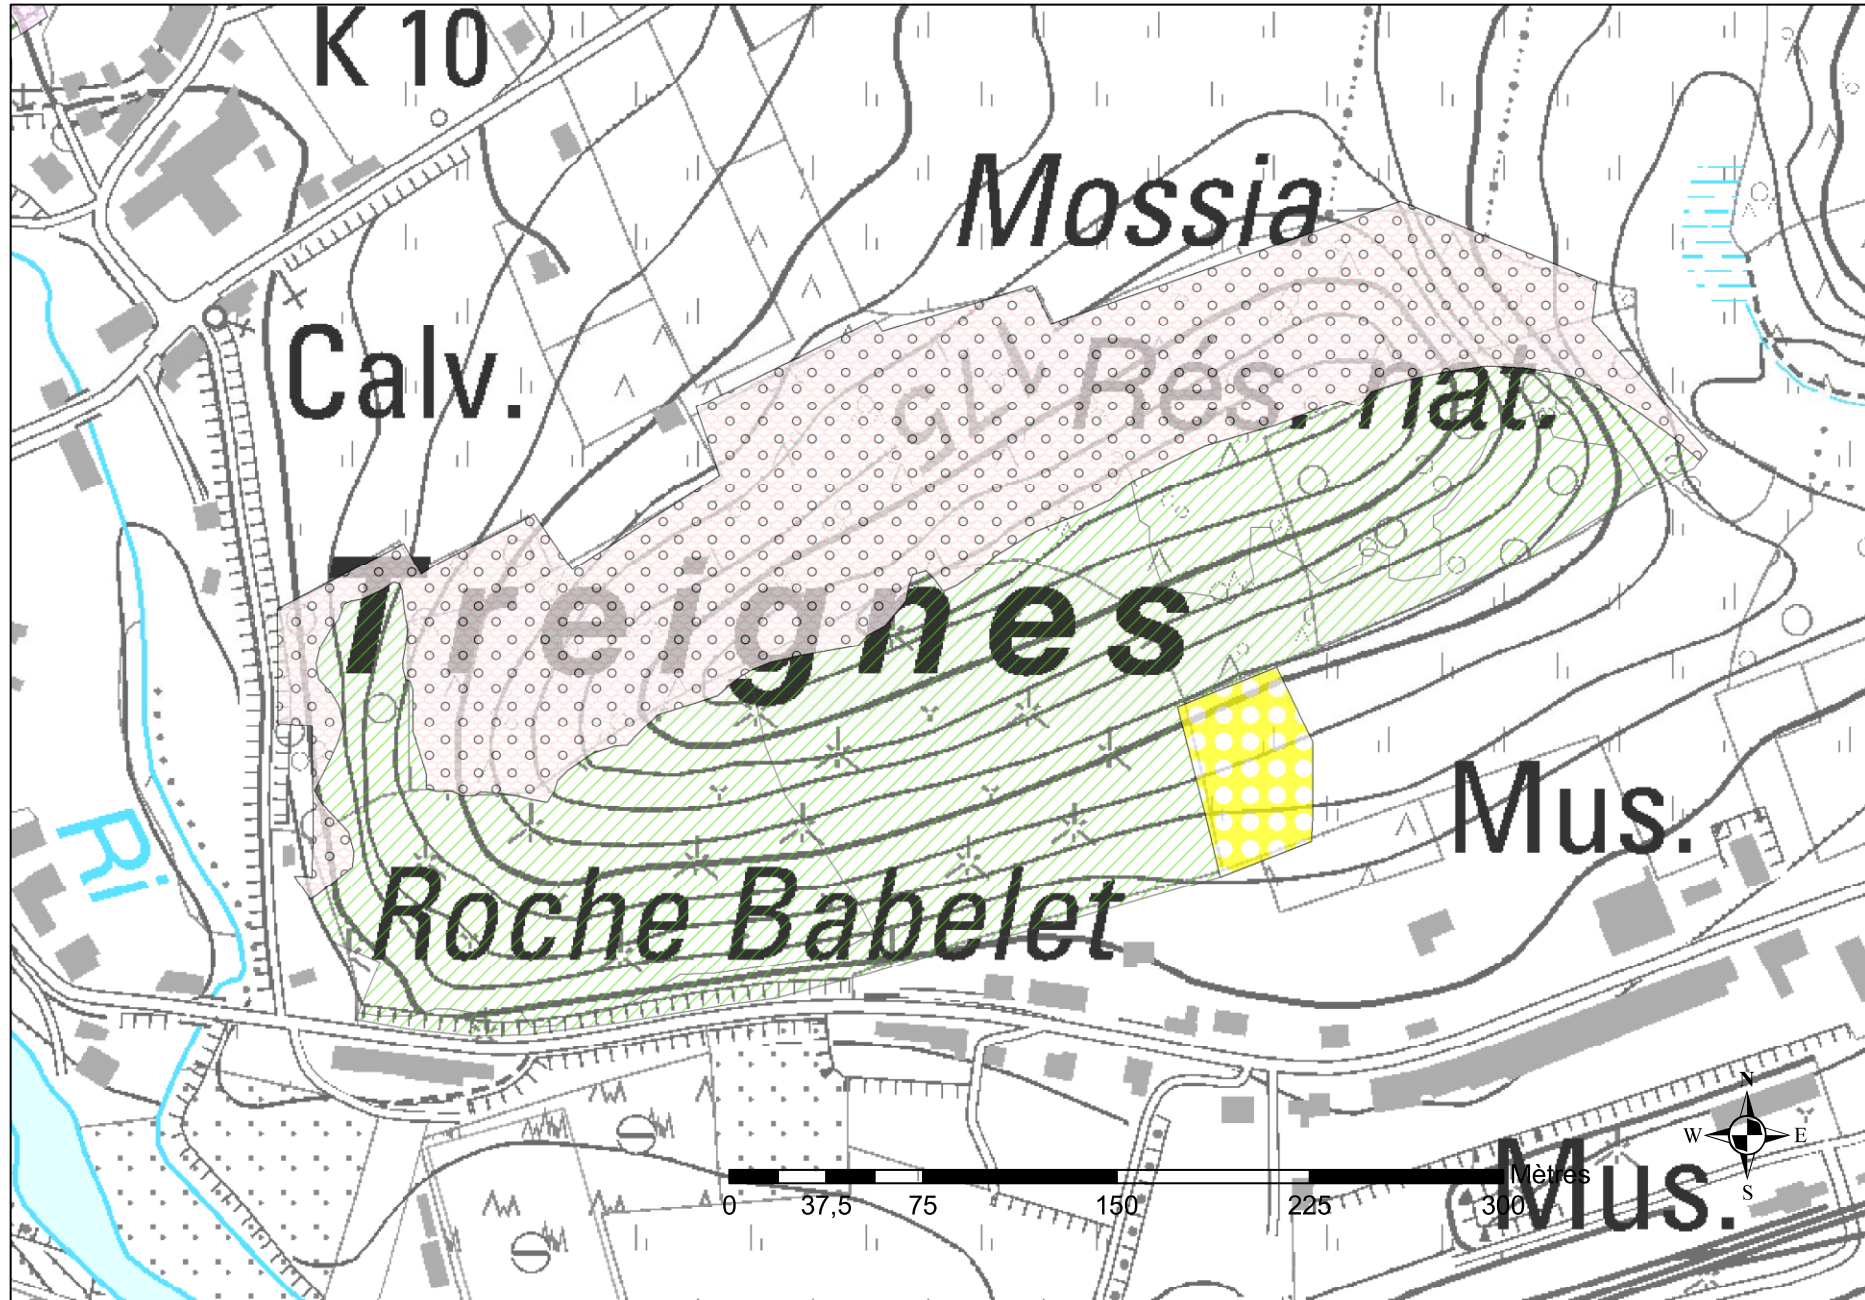 K 10
Mossia
Calv.
175
Rés. nat.
Treignes
Mus.
Roche Babelet
Ri
N
W E
S
Mus.
Mètres
0 37,5 75 150 225 300